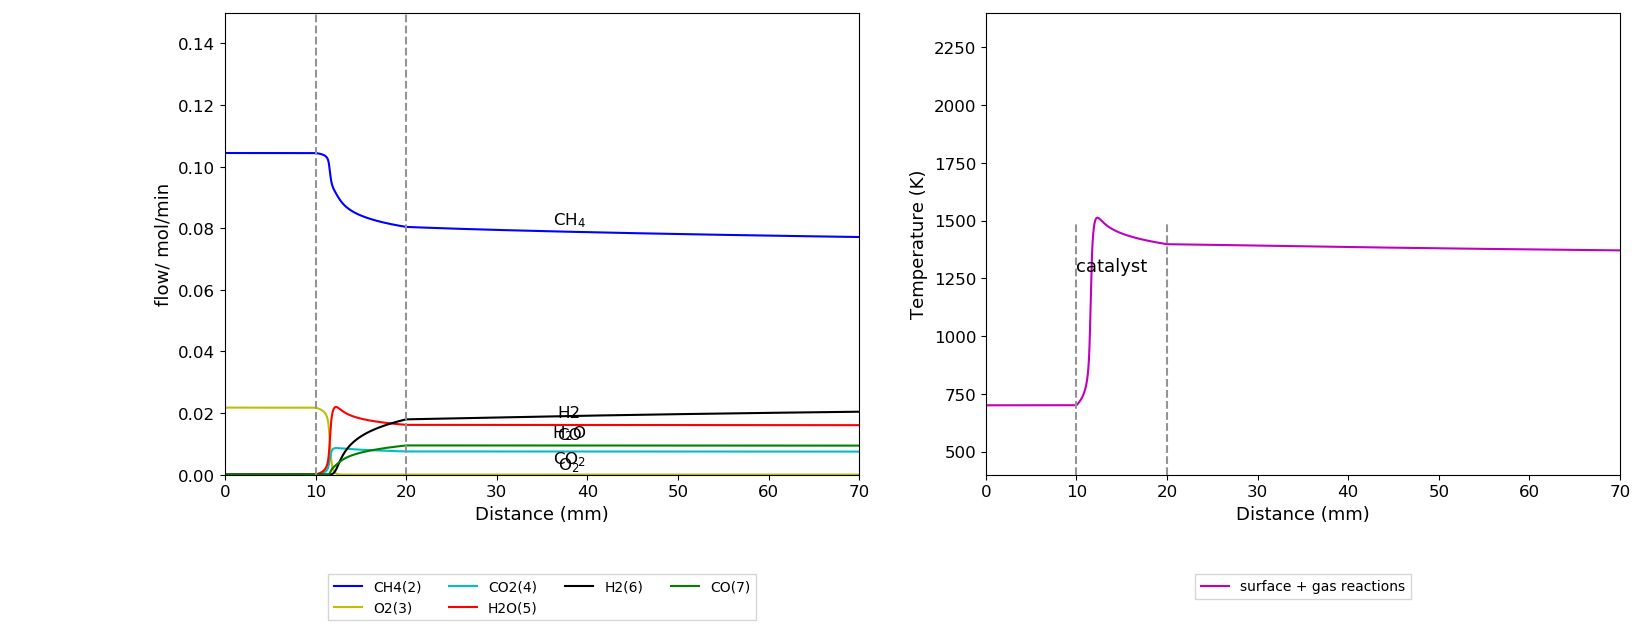 0.14
0.12
0.10
0.08
0.06
0.04
0.02
0.00
flow/ mol/min
CH₄
H2
H₂O
CO
CO₂
O₂
0 10 20 30 40 50 60 70
Distance (mm)
CH4(2) CO2(4) H2(6) CO(7)
O2(3) H2O(5)
2250
2000
1750
1500
1250
1000
750
500
Temperature (K)
catalyst
0 10 20 30 40 50 60 70
Distance (mm)
surface + gas reactions